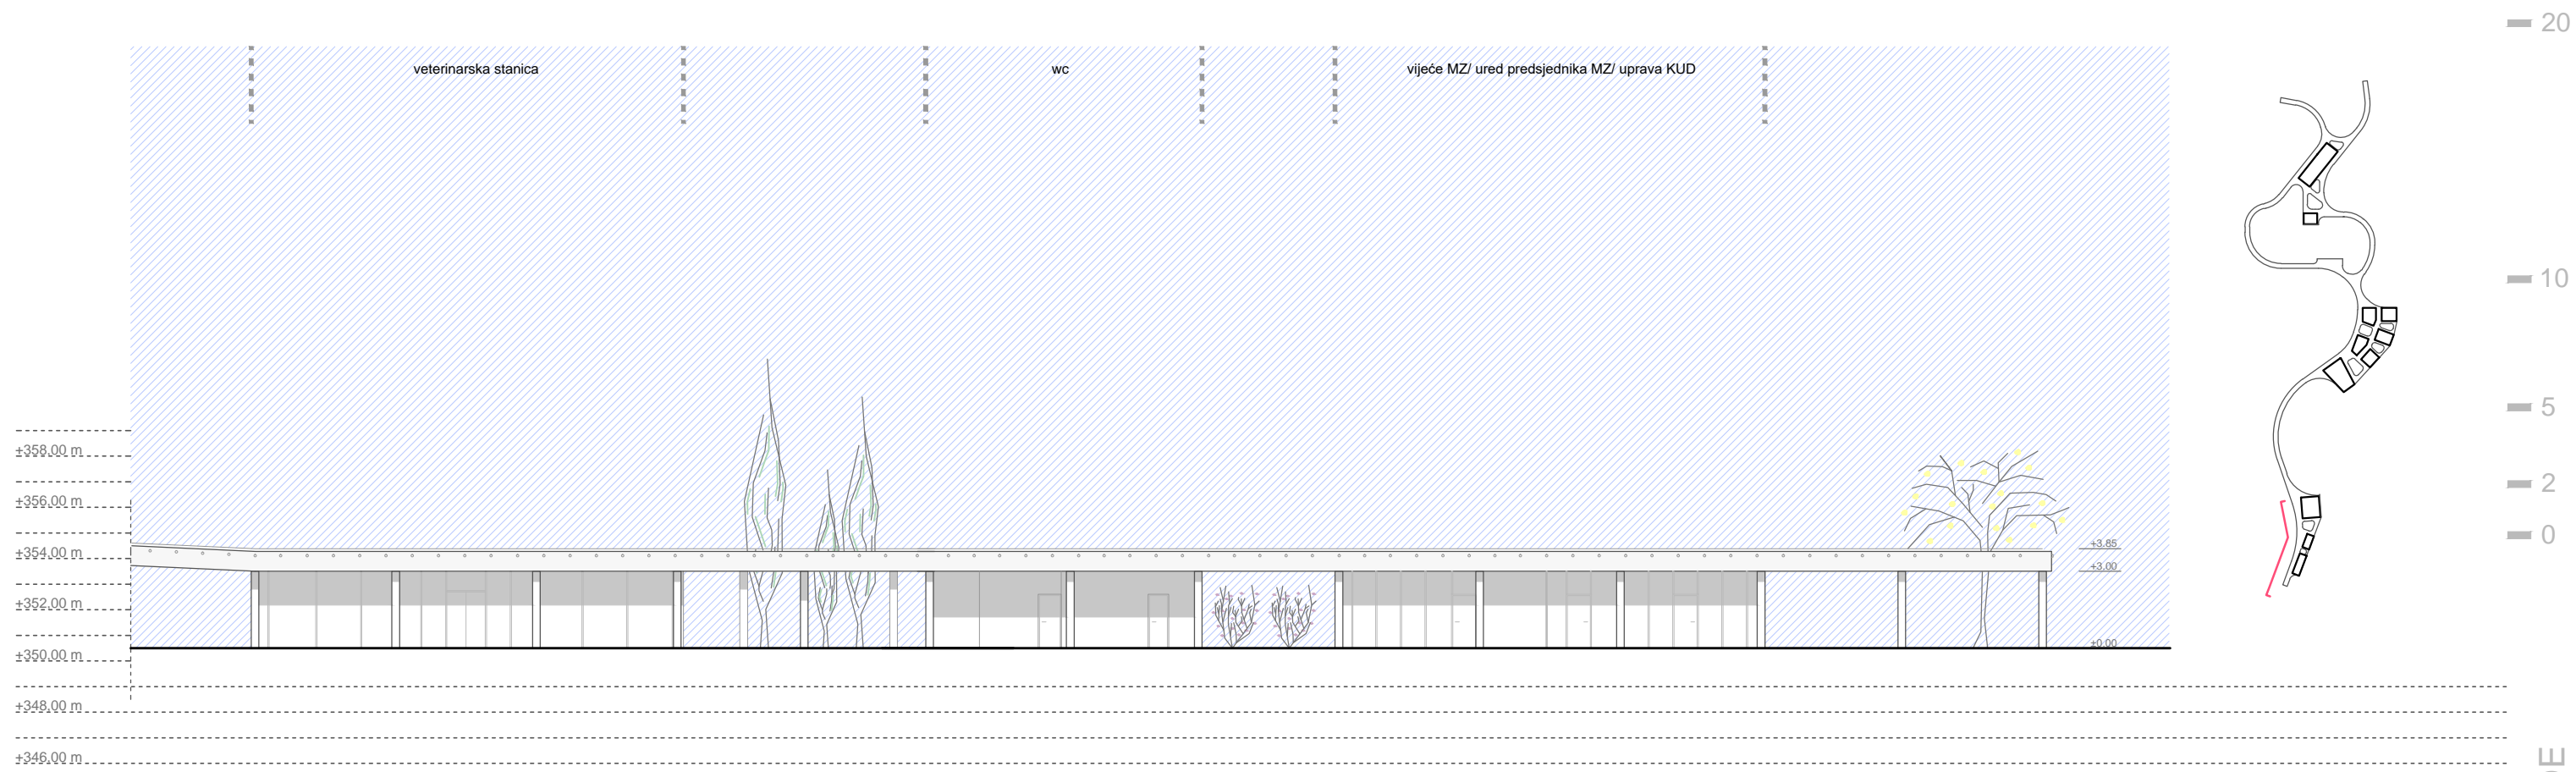 veterinarska stanica
wc
vijeće MZ/ ured predsjednika MZ/ uprava KUD
+358,00 m
+356,00 m
+354,00 m
+352,00 m
+350,00 m
+348,00 m
+346,00 m
+3.85
+3.00
±0.00
20
10
5
2
0